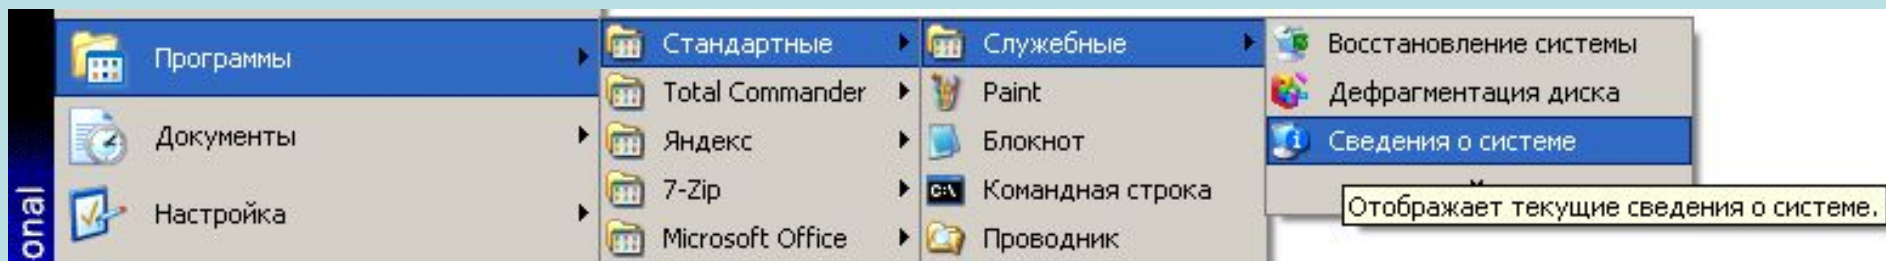 onal
Программы
Документы
Настройка
Стандартные
Total Commander
Яндекс
7-Zip
Microsoft Office
Служебные
Paint
Блокнот
C:\
Командная строка
Проводник
Восстановление системы
Дефрагментация диска
Сведения о системе
Отображает текущие сведения о системе.